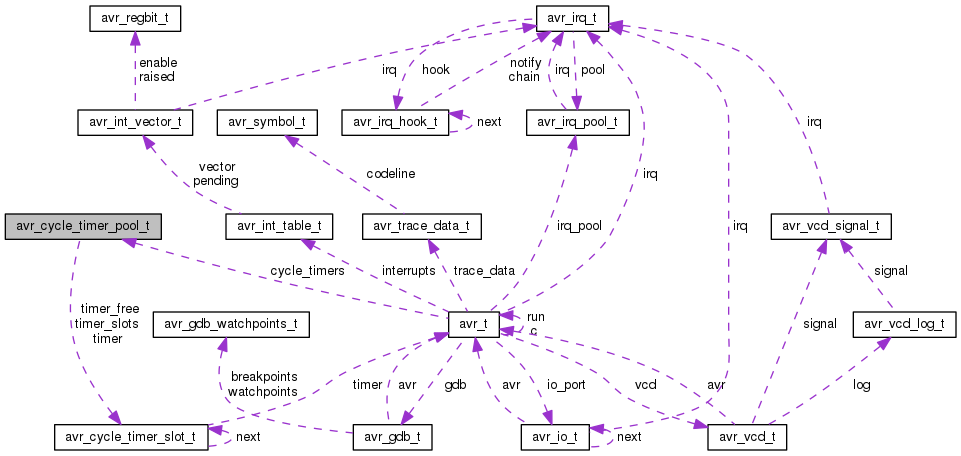 avr_regbit_t
avr_irq_t
enable
raised
irq
hook
notify
chain
irq
pool
avr_int_vector_t
avr_symbol_t
avr_irq_hook_t
next
avr_irq_pool_t
irq
vector
pending
codeline
irq
avr_cycle_timer_pool_t
avr_int_table_t
avr_trace_data_t
irq_pool
irq
avr_vcd_signal_t
cycle_timers
interrupts
trace_data
signal
timer_free
timer_slots
timer
avr_gdb_watchpoints_t
avr_t
run
c
signal
avr_vcd_log_t
breakpoints
watchpoints
timer
avr
gdb
avr
io_port
vcd
avr
log
avr_cycle_timer_slot_t
next
avr_gdb_t
avr_io_t
next
avr_vcd_t